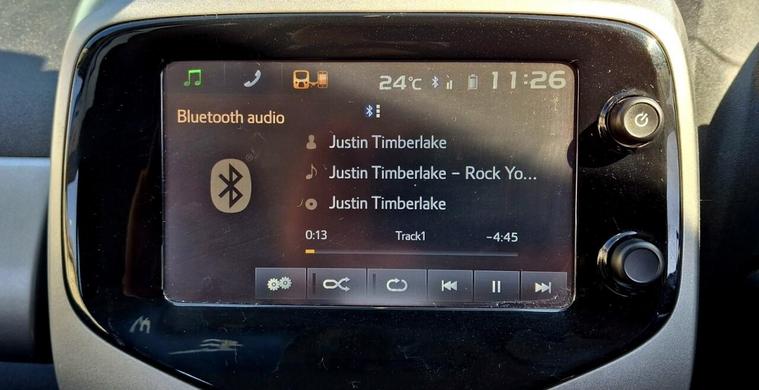 24°C 11:26
Bluetooth audio
Justin Timberlake
Justin Timberlake – Rock Yo...
Justin Timberlake
0:13 Track1 -4:45